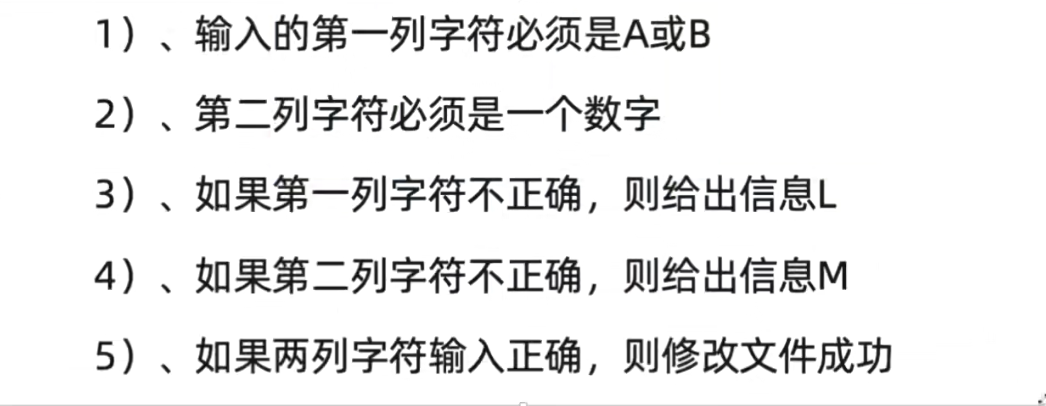 1）、输入的第一列字符必须是A或B
2）、第二列字符必须是一个数字
3）、如果第一列字符不正确，则给出信息L
4）、如果第二列字符不正确，则给出信息M
5）、如果两列字符输入正确，则修改文件成功